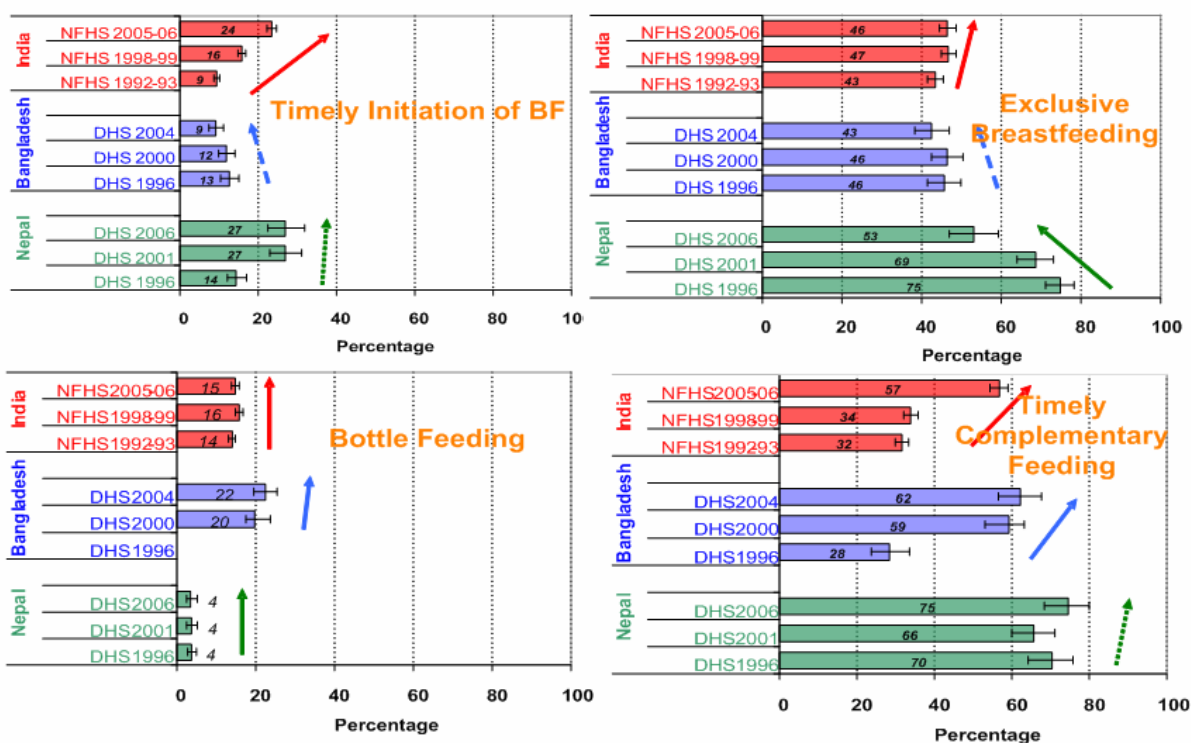 India
NFHS 2005-06 24
NFHS 1998-99 16
NFHS 1992-93 9
Timely Initiation of BF
Bangladesh
DHS 2004 9
DHS 2000 12
DHS 1996 13
Nepal
DHS 2006 27
DHS 2001 27
DHS 1996 14
0 20 40 60 80 100
Percentage
India
NFHS 2005-06 46
NFHS 1998-99 47
NFHS 1992-93 43
Exclusive
Breastfeeding
Bangladesh
DHS 2004 43
DHS 2000 46
DHS 1996 46
Nepal
DHS 2006 53
DHS 2001 69
DHS 1996 75
0 20 40 60 80 100
Percentage
India
NFHS2005-06 15
NFHS1998-99 16
NFHS1992-93 14
Bottle Feeding
Bangladesh
DHS2004 22
DHS2000 20
DHS1996
Nepal
DHS2006 4
DHS2001 4
DHS1996 4
0 20 40 60 80 100
Percentage
India
NFHS2005-06 57
NFHS1998-99 34
NFHS1992-93 32
Timely
Complementary
Feeding
Bangladesh
DHS2004 62
DHS2000 59
DHS1996 28
Nepal
DHS2006 75
DHS2001 66
DHS1996 70
0 20 40 60 80 100
Percentage